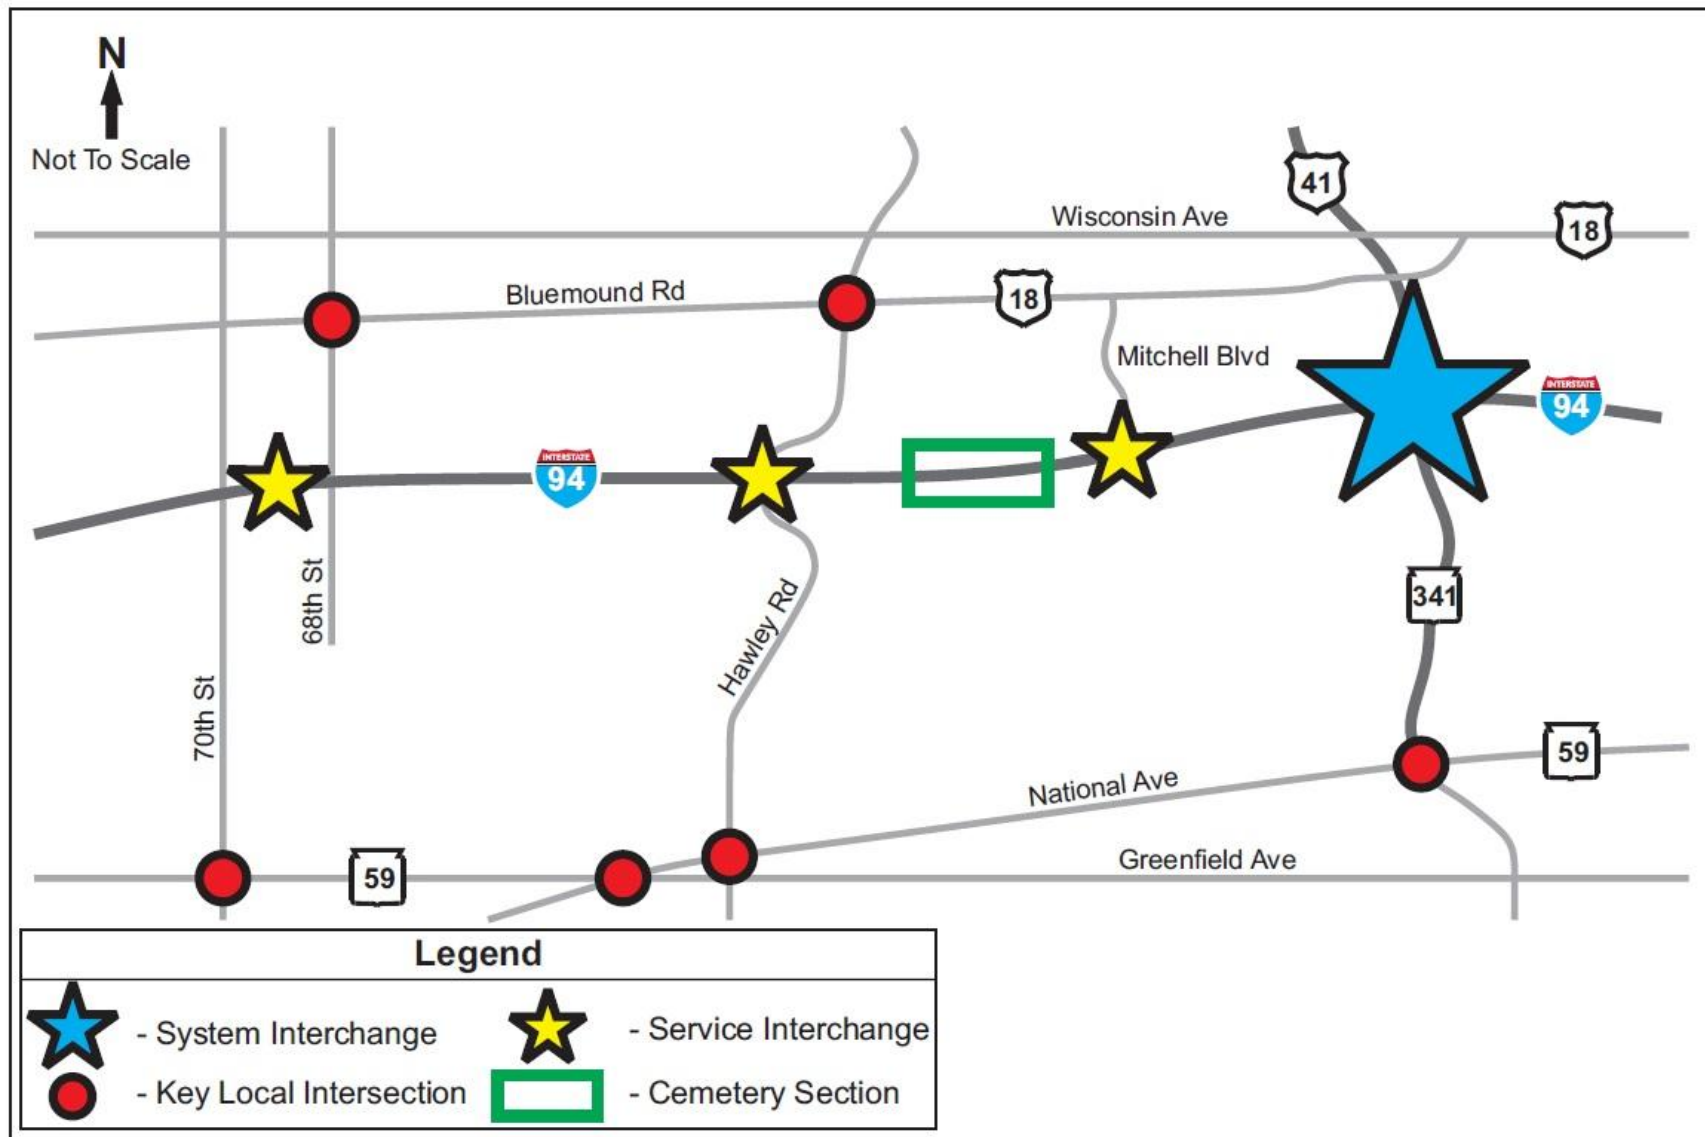 N
Not To Scale
41
Wisconsin Ave
18
Bluemound Rd
18
Mitchell Blvd
INTERSTATE
94
INTERSTATE
94
68th St
Hawley Rd
341
70th St
59
National Ave
59
Greenfield Ave
Legend
- System Interchange
- Service Interchange
- Key Local Intersection
- Cemetery Section